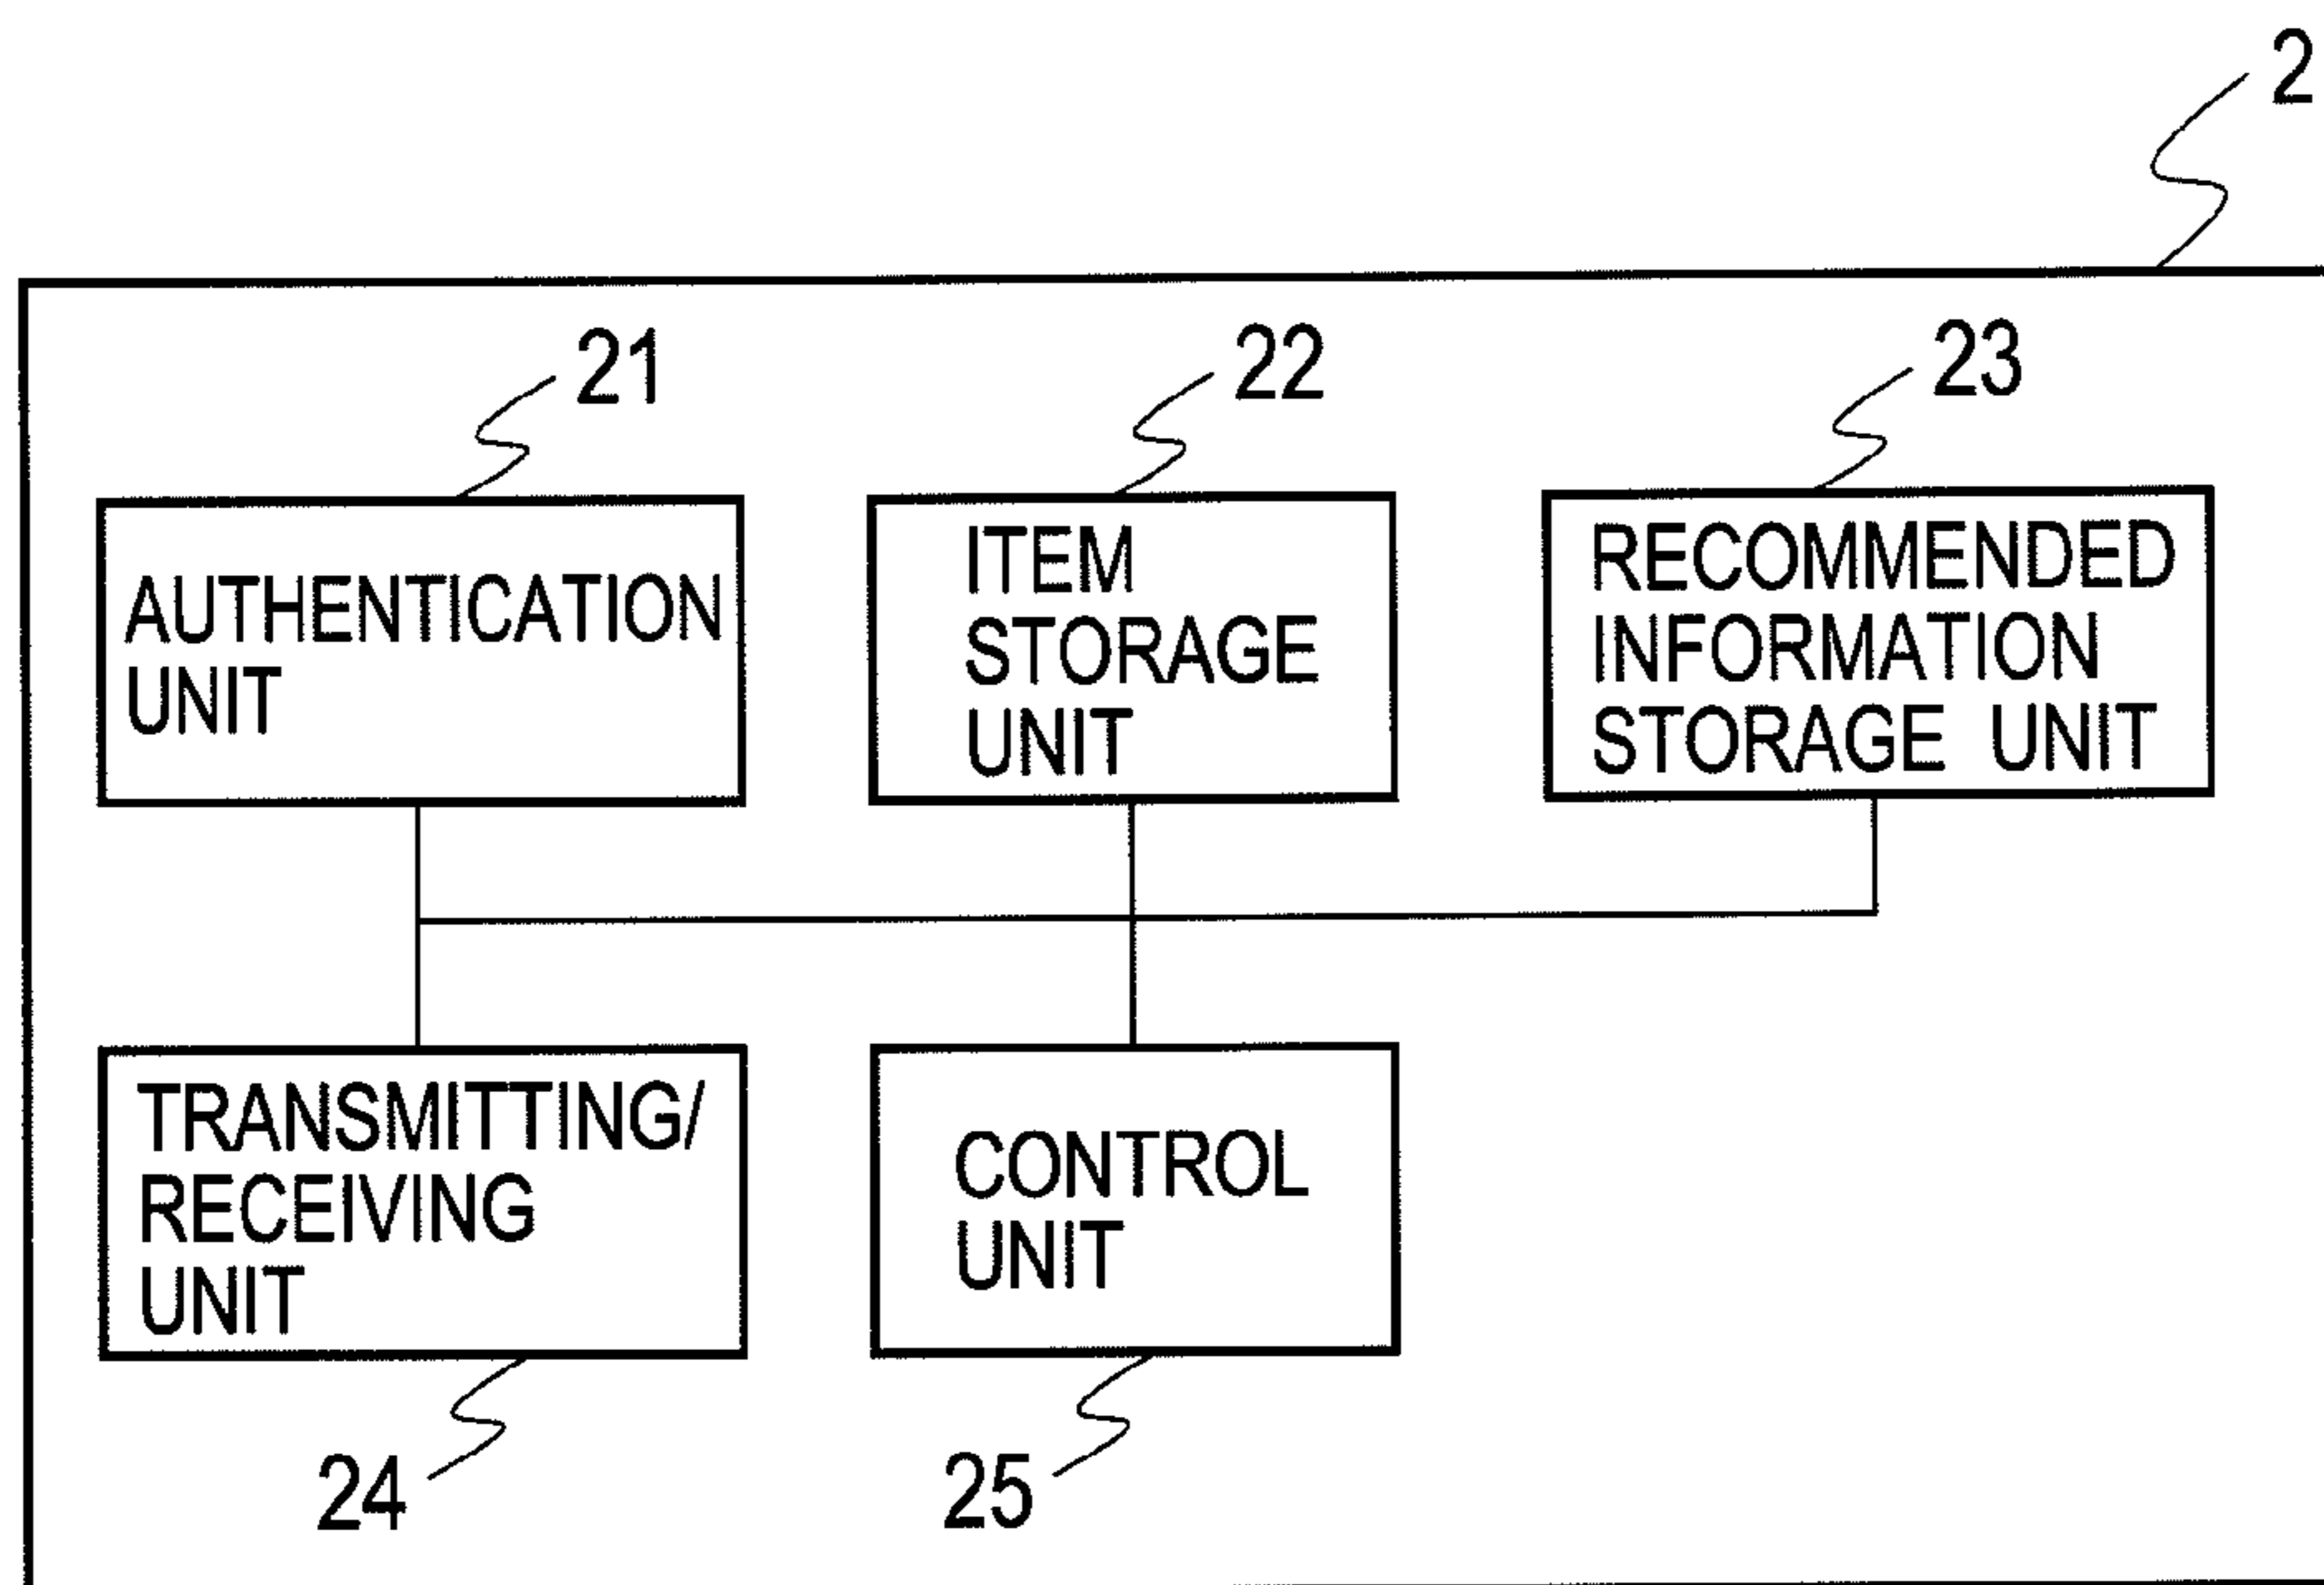 2
21
22
23
AUTHENTICATION
UNIT
ITEM
STORAGE
UNIT
RECOMMENDED
INFORMATION
STORAGE UNIT
TRANSMITTING/
RECEIVING
UNIT
CONTROL
UNIT
24
25